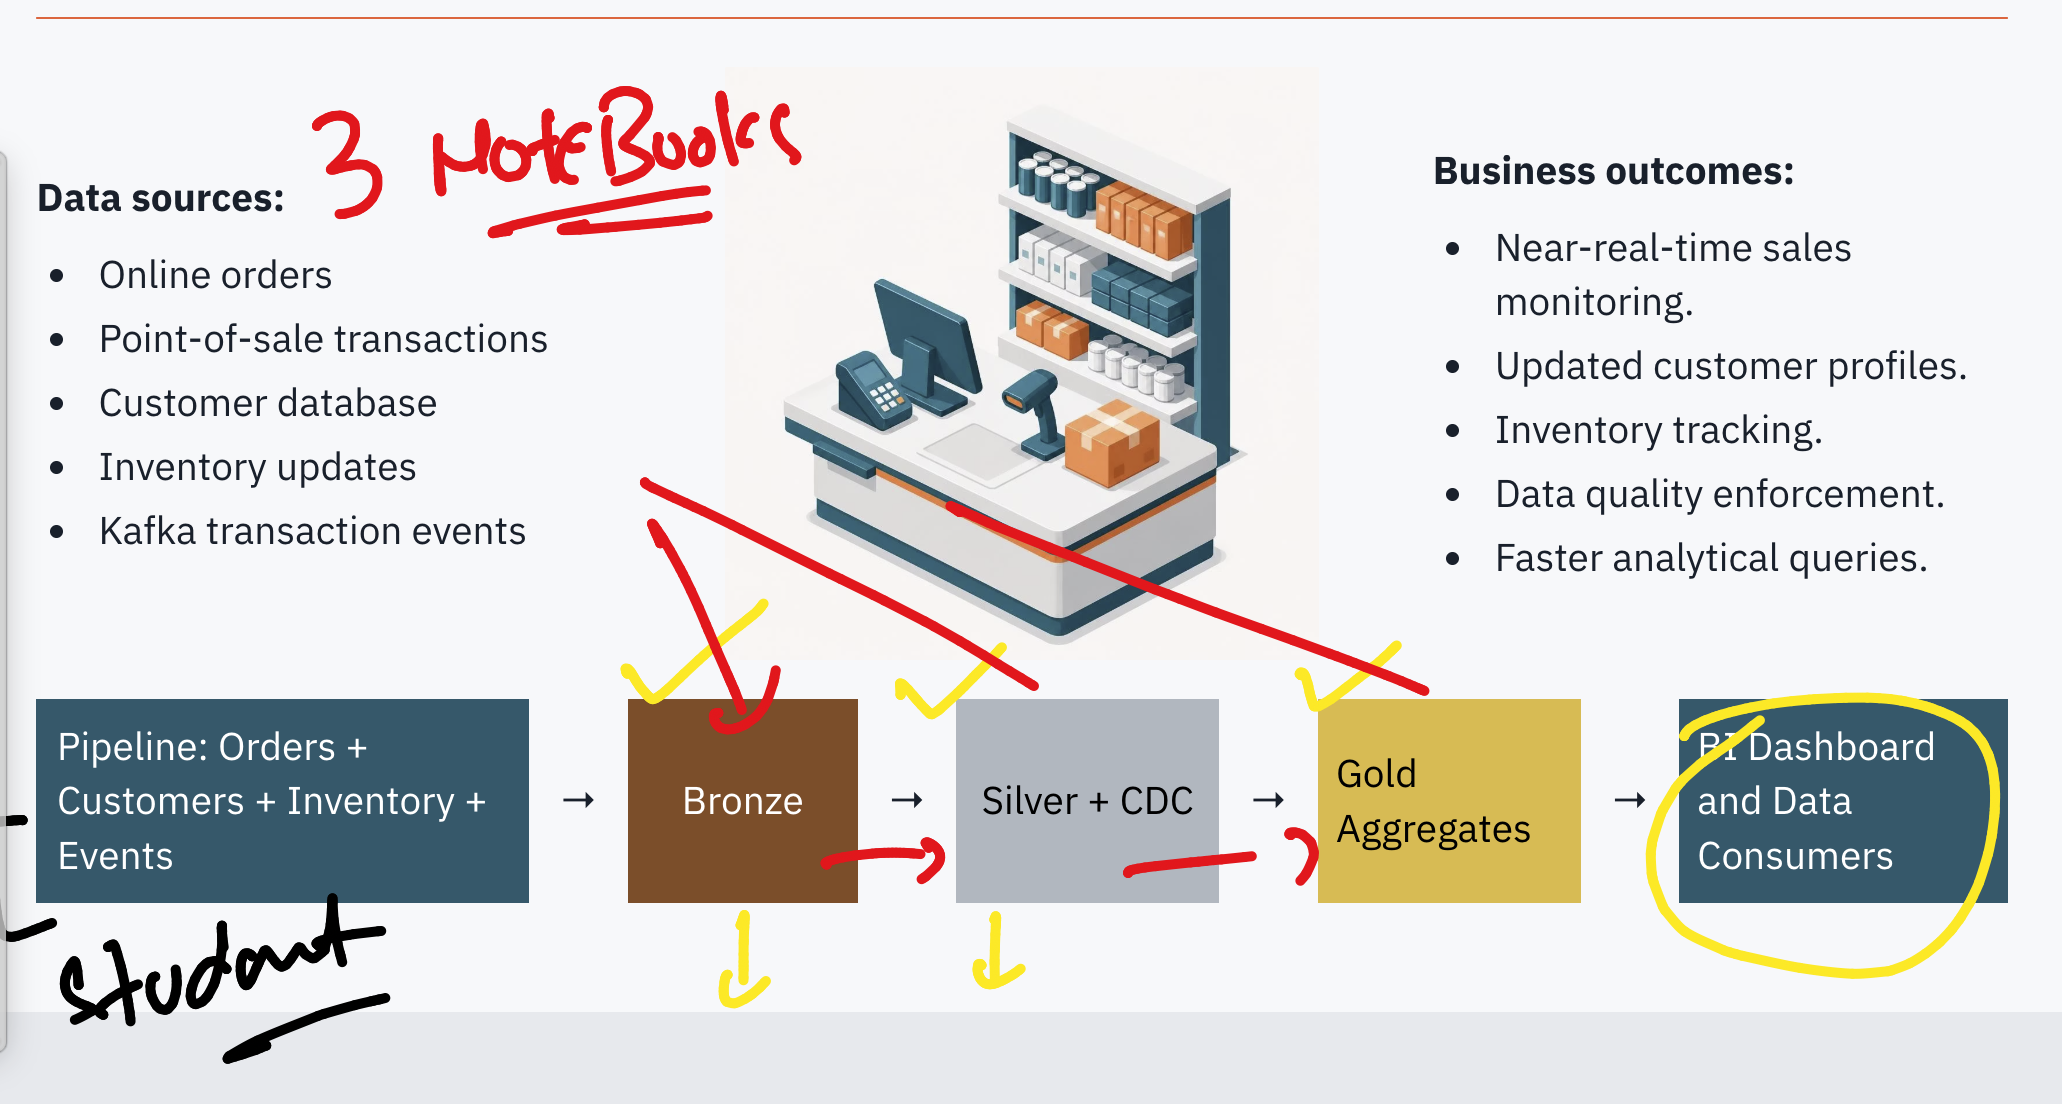 3 NoteBooks
Data sources:
• Online orders
• Point-of-sale transactions
• Customer database
• Inventory updates
• Kafka transaction events
Business outcomes:
• Near-real-time sales
monitoring.
• Updated customer profiles.
• Inventory tracking.
• Data quality enforcement.
• Faster analytical queries.
Pipeline: Orders +
Customers + Inventory +
Events
→
Bronze
→
Silver + CDC
→
Gold
Aggregates
→
BI Dashboard
and Data
Consumers
Student